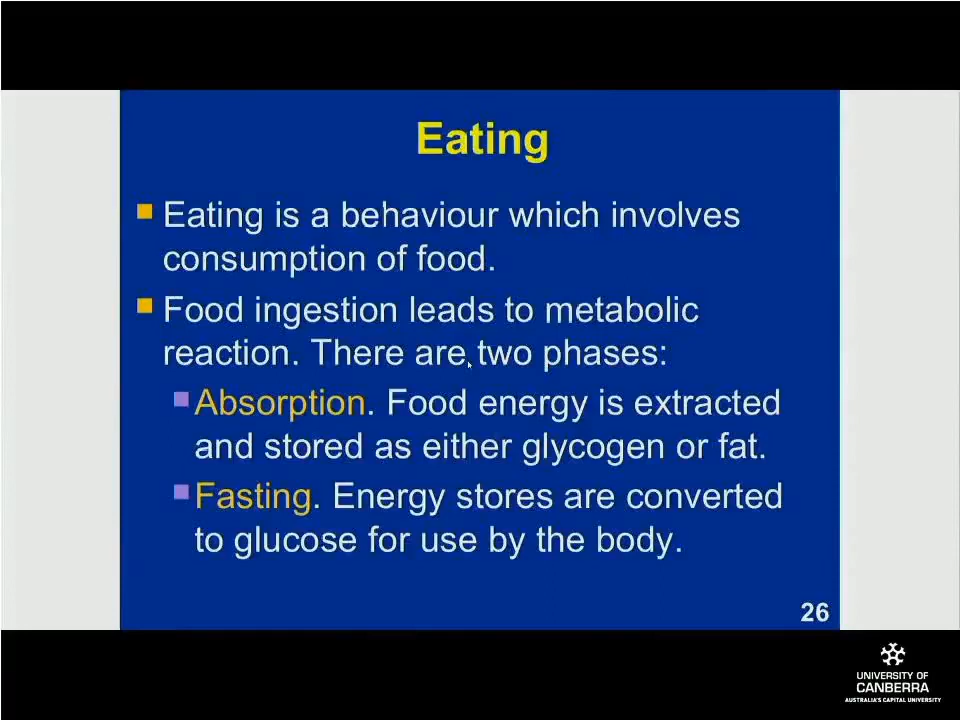 Eating
Eating is a behaviour which involves
consumption of food.
Food ingestion leads to metabolic
reaction. There are two phases:
Absorption. Food energy is extracted
and stored as either glycogen or fat.
Fasting. Energy stores are converted
to glucose for use by the body.
26
UNIVERSITY OF
CANBERRA
AUSTRALIA'S CAPITAL UNIVERSITY